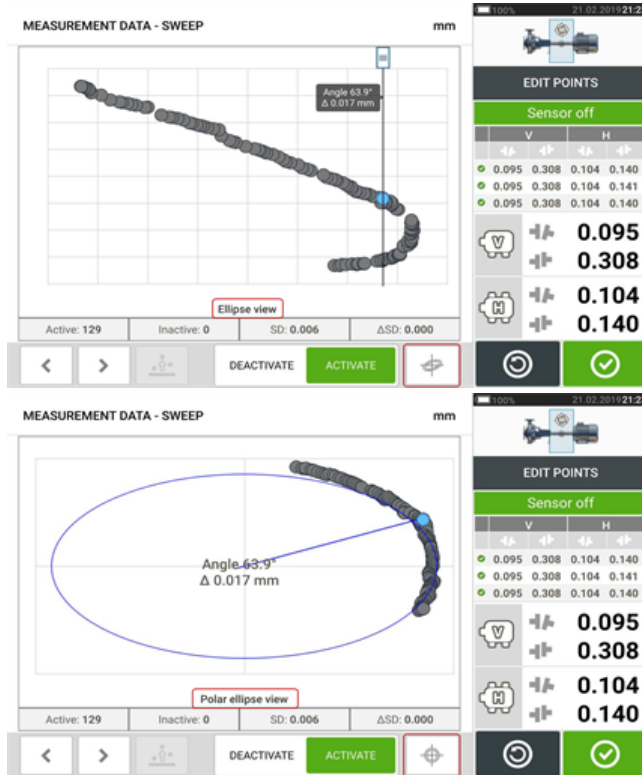 100% 21.02.2019 21:2
MEASUREMENT DATA - SWEEP mm
Angle 63.9°
Δ 0.017 mm
Ellipse view
Active: 129 Inactive: 0 SD: 0.006 ΔSD: 0.000
DEACTIVATE ACTIVATE
EDIT POINTS
Sensor off
V H
0.095 0.308 0.104 0.140
0.095 0.308 0.104 0.141
0.095 0.308 0.104 0.140
V 0.095
0.308
H 0.104
0.140
100% 21.02.2019 21:2
MEASUREMENT DATA - SWEEP mm
Angle 63.9°
Δ 0.017 mm
Polar ellipse view
Active: 129 Inactive: 0 SD: 0.006 ΔSD: 0.000
DEACTIVATE ACTIVATE
EDIT POINTS
Sensor off
V H
0.095 0.308 0.104 0.140
0.095 0.308 0.104 0.141
0.095 0.308 0.104 0.140
V 0.095
0.308
H 0.104
0.140